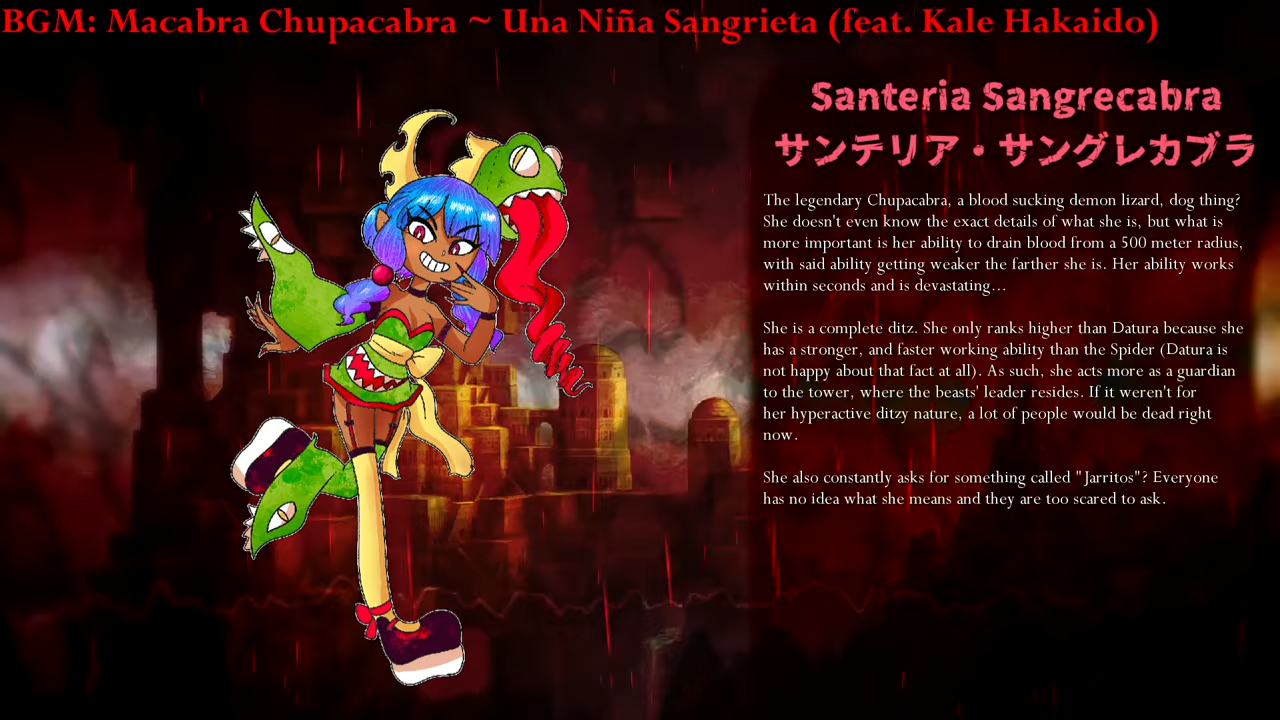 BGM: Macabra Chupacabra ~ Una Niña Sangrieta (feat. Kale Hakaido)
Santeria Sangrecabra
サンテリア・サングレカブラ
The legendary Chupacabra, a blood sucking demon lizard, dog thing?
She doesn't even know the exact details of what she is, but what is
more important is her ability to drain blood from a 500 meter radius,
with said ability getting weaker the farther she is. Her ability works
within seconds and is devastating...
She is a complete ditz. She only ranks higher than Datura because she
has a stronger, and faster working ability than the Spider (Datura is
not happy about that fact at all). As such, she acts more as a guardian
to the tower, where the beasts' leader resides. If it weren't for
her hyperactive ditzy nature, a lot of people would be dead right
now.
She also constantly asks for something called "Jarritos"? Everyone
has no idea what she means and they are too scared to ask.